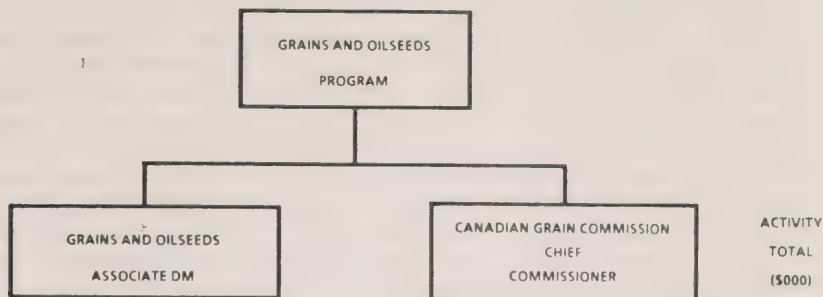 GRAINS AND OILSEEDS
PROGRAM
GRAINS AND OILSEEDS
ASSOCIATE DM
CANADIAN GRAIN COMMISSION
CHIEF
COMMISSIONER
ACTIVITY
TOTAL
($000)